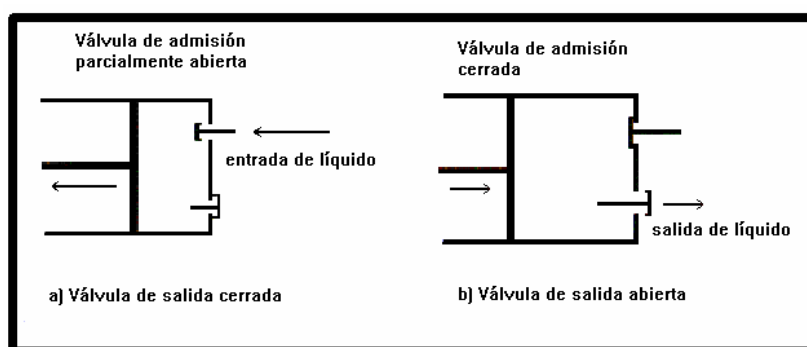 Válvula de admisión
parcialmente abierta
entrada de líquido
a) Válvula de salida cerrada
Válvula de admisión
cerrada
salida de líquido
b) Válvula de salida abierta